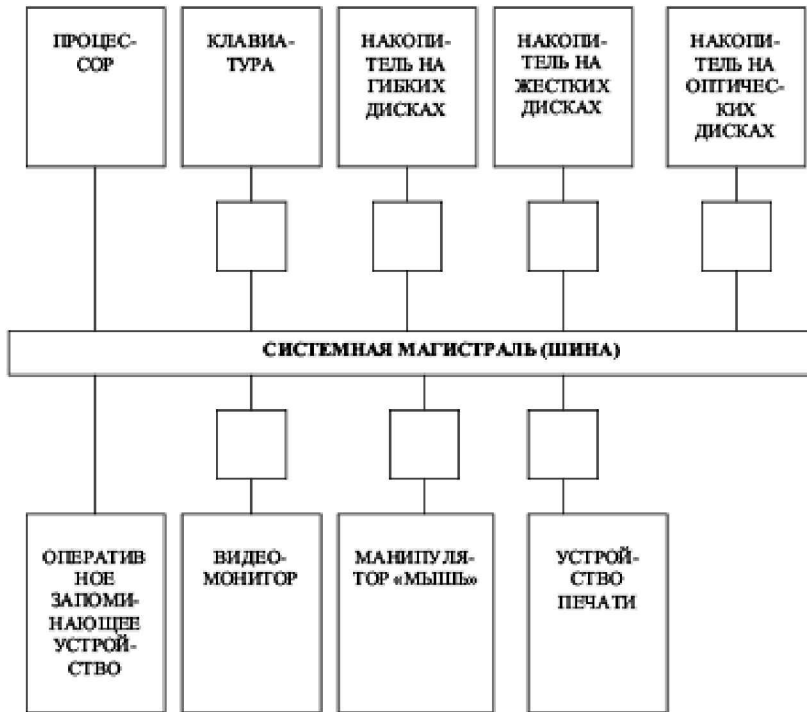 ПРОЦЕС-
СОР
КЛАВИА-
ТУРА
НАКОПИ-
ТЕЛЬ НА
ГИБКИХ
ДИСКАХ
НАКОПИ-
ТЕЛЬ НА
ЖЕСТКИХ
ДИСКАХ
НАКОПИ-
ТЕЛЬ НА
ОПТИЧЕС-
КИХ
ДИСКАХ
СИСТЕМНАЯ МАГИСТРАЛЬ (ШИНА)
ОПЕРАТИВ
НОЕ
ЗАПОМИ-
НАЮЩЕЕ
УСТРОЙ-
СТВО
ВИДЕО-
МОНИТОР
МАНИПУЛЯ-
ТОР «МЫШЬ»
УСТРОЙ-
СТВО
ПЕЧАТИ